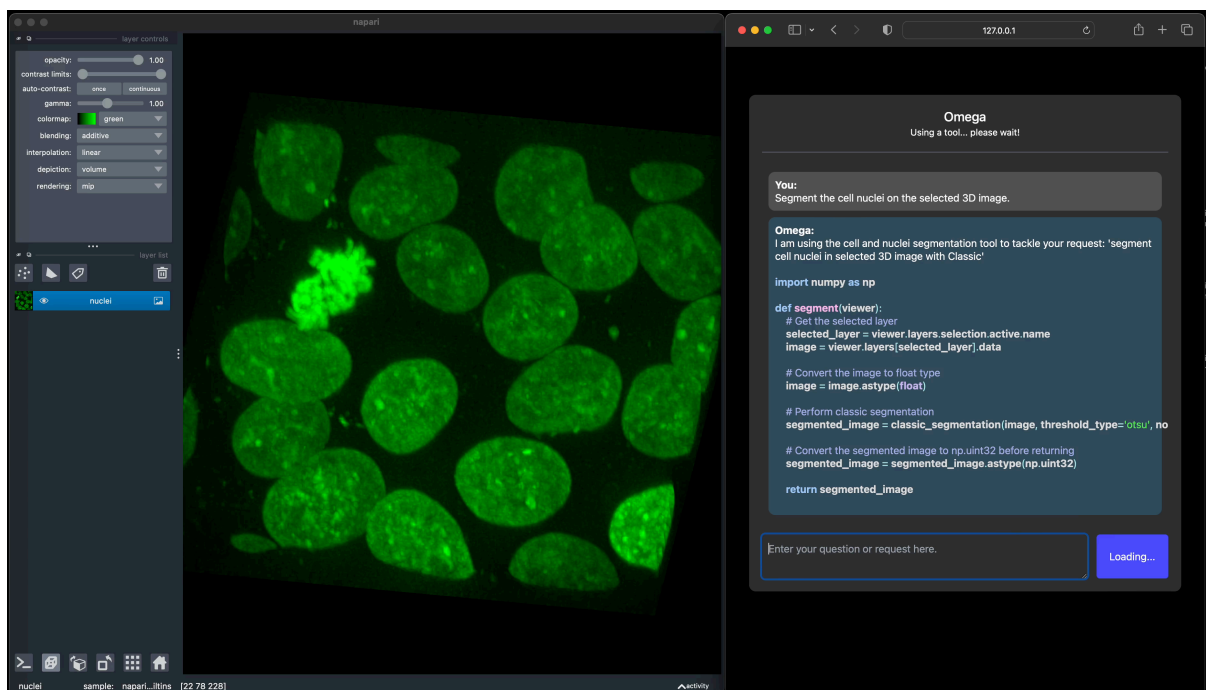 napari
layer controls
opacity: 1.00
contrast limits:
auto-contrast: once continuous
gamma: 1.00
colormap: green
blending: additive
interpolation: linear
depiction: volume
rendering: mip
layer list
nuclei
nuclei sample: napari...iltins [22 78 228]
activity
127.0.0.1
Omega
Using a tool... please wait!
You:
Segment the cell nuclei on the selected 3D image.
Omega:
I am using the cell and nuclei segmentation tool to tackle your request: 'segment
cell nuclei in selected 3D image with Classic'
import numpy as np
def segment(viewer):
# Get the selected layer
selected_layer = viewer.layers.selection.active.name
image = viewer.layers[selected_layer].data
# Convert the image to float type
image = image.astype(float)
# Perform classic segmentation
segmented_image = classic_segmentation(image, threshold_type='otsu', no
# Convert the segmented image to np.uint32 before returning
segmented_image = segmented_image.astype(np.uint32)
return segmented_image
Enter your question or request here.
Loading...